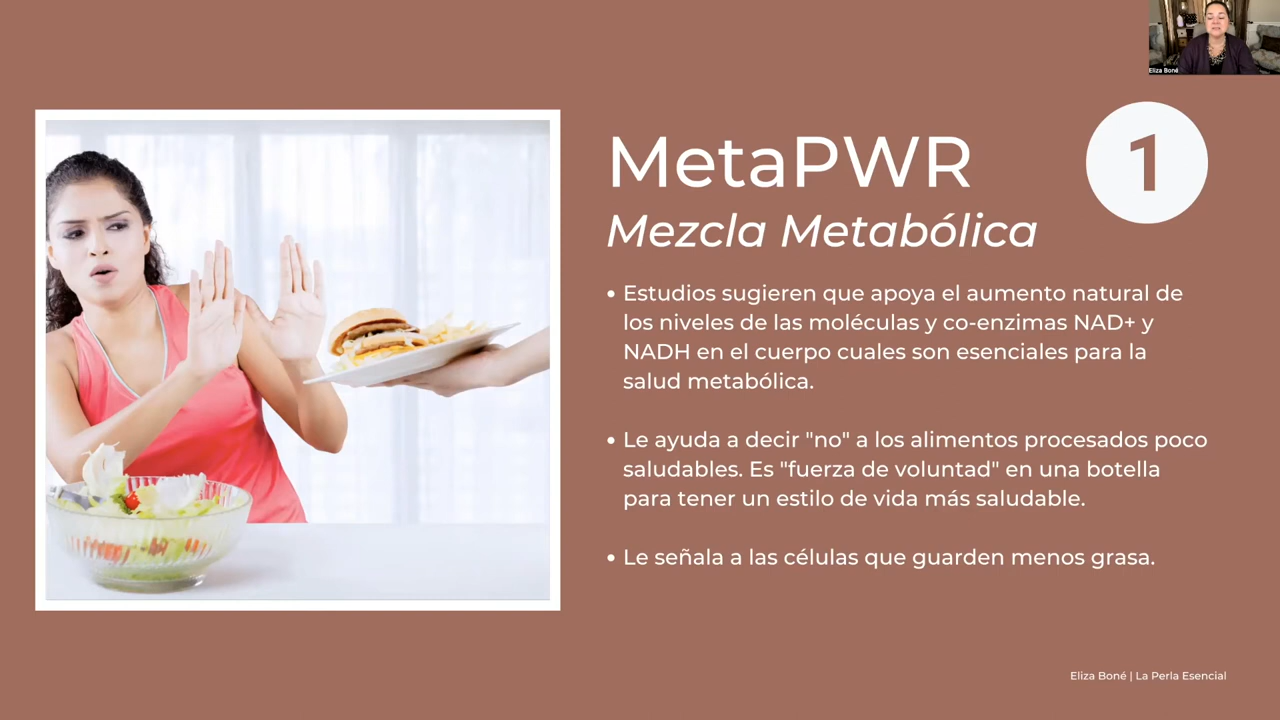 Eliza Boné
MetaPWR
1
Mezcla Metabólica
• Estudios sugieren que apoya el aumento natural de
los niveles de las moléculas y co-enzimas NAD+ y
NADH en el cuerpo cuales son esenciales para la
salud metabólica.
• Le ayuda a decir "no" a los alimentos procesados poco
saludables. Es "fuerza de voluntad" en una botella
para tener un estilo de vida más saludable.
• Le señala a las células que guarden menos grasa.
Eliza Boné | La Perla Esencial